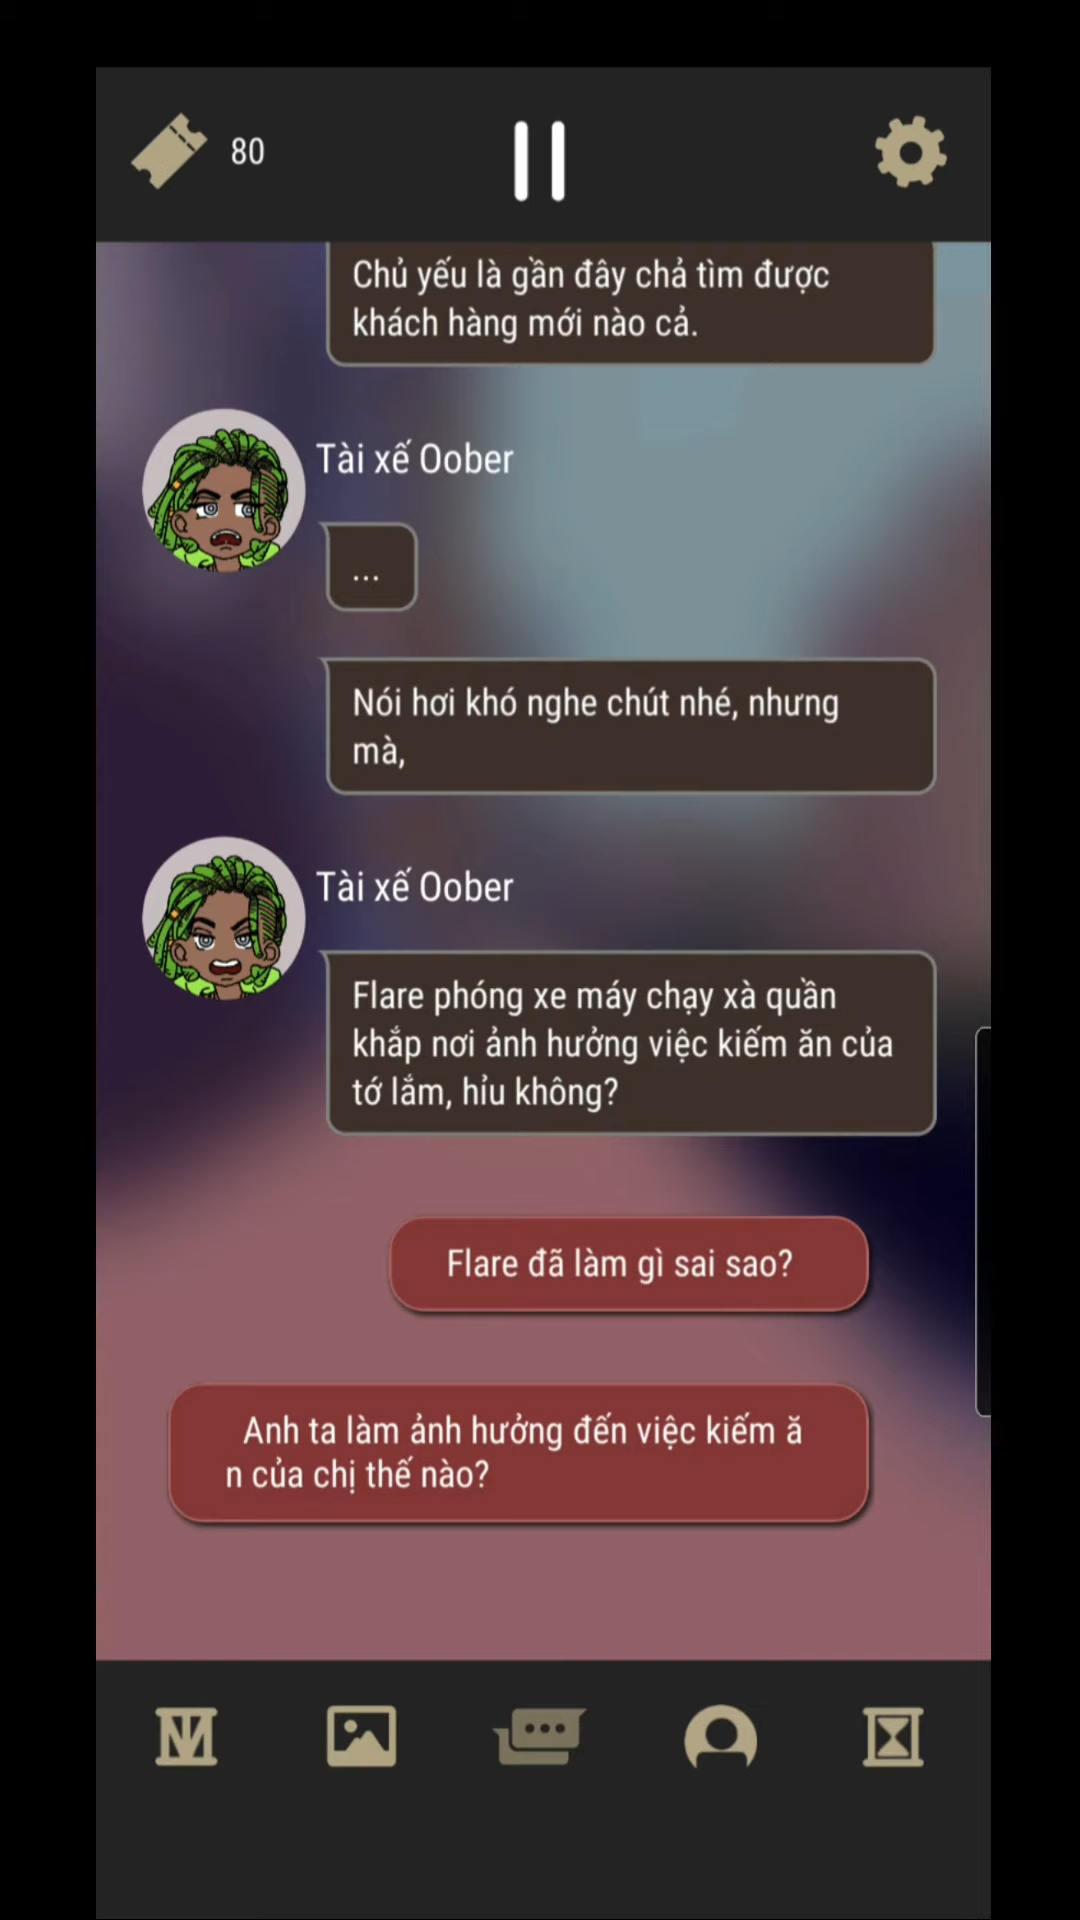 80
Chủ yếu là gần đây chả tìm được
khách hàng mới nào cả.
Tài xế Oober
...
Nói hơi khó nghe chút nhé, nhưng
mà,
Tài xế Oober
Flare phóng xe máy chạy xà quần
khắp nơi ảnh hưởng việc kiếm ăn của
tớ lắm, hỉu không?
Flare đã làm gì sai sao?
Anh ta làm ảnh hưởng đến việc kiếm ă
n của chị thế nào?